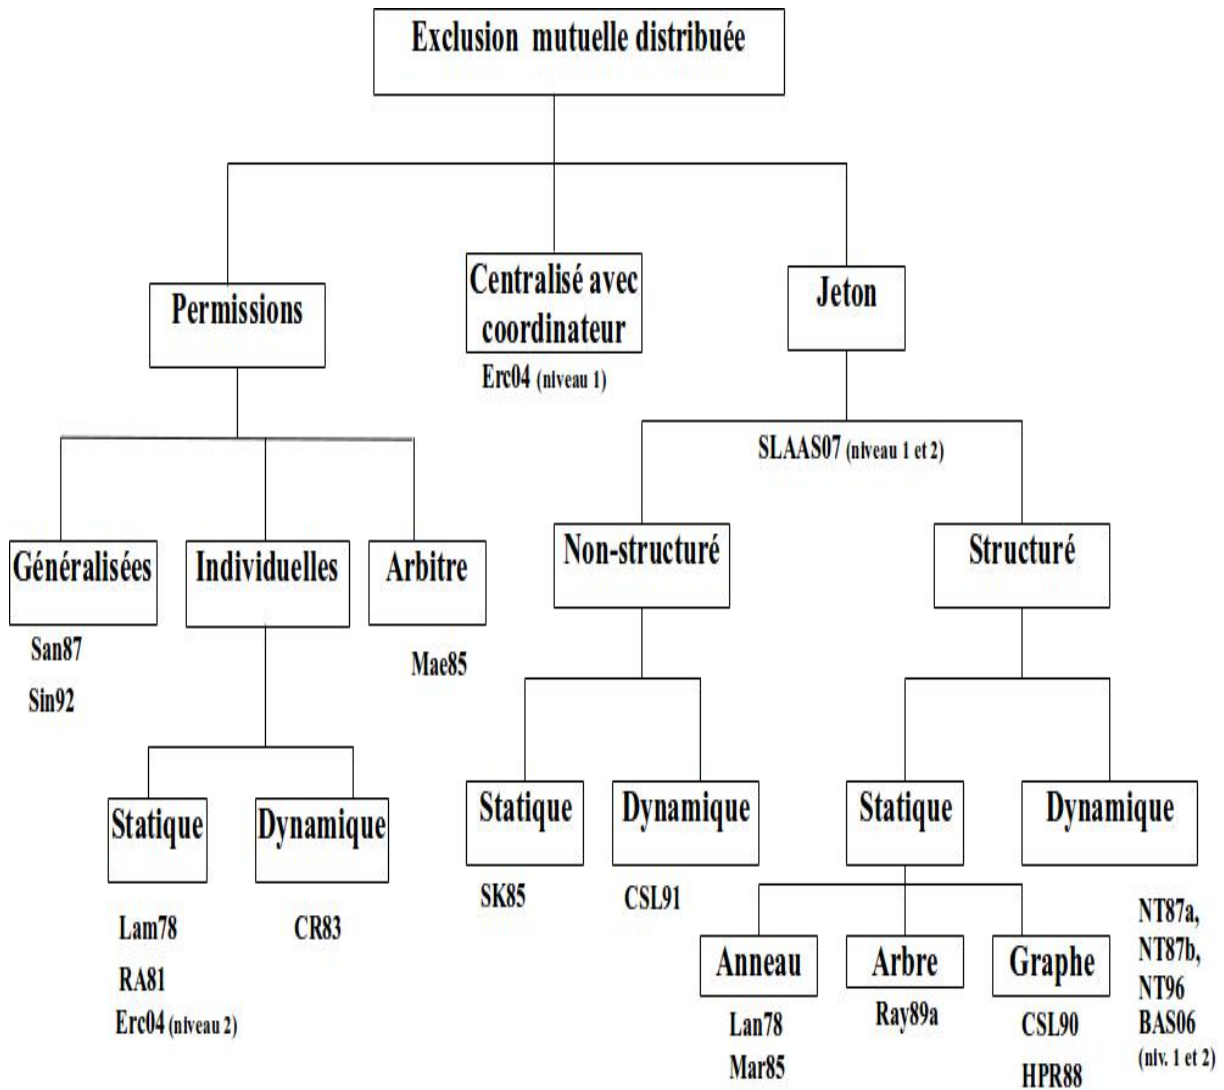 Exclusion mutuelle distribuée
Permissions
Centralisé avec
coordinateur
Erc04 (niveau 1)
Jeton
SLAAS07 (niveau 1 et 2)
Généralisées
San87
Sin92
Individuelles
Arbitre
Mae85
Non-structuré
Structuré
Statique
Lam78
RA81
Erc04 (niveau 2)
Dynamique
CR83
Statique
SK85
Dynamique
CSL91
Statique
Dynamique
NT87a,
NT87b,
NT96
BAS06
(niv. 1 et 2)
Anneau
Lan78
Mar85
Arbre
Ray89a
Graphe
CSL90
HPR88